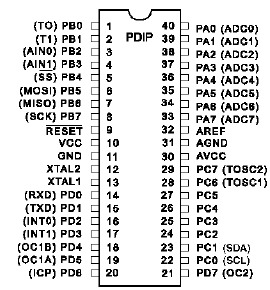 PDIP
(TO) PB0 1 40 PA0 (ADC0)
(T1) PB1 2 39 PA1 (ADC1)
(AIN0) PB2 3 38 PA2 (ADC2)
(AIN1) PB3 4 37 PA3 (ADC3)
(SS) PB4 5 36 PA4 (ADC4)
(MOSI) PB5 6 35 PA5 (ADC5)
(MISO) PB6 7 34 PA6 (ADC6)
(SCK) PB7 8 33 PA7 (ADC7)
RESET 9 32 AREF
VCC 10 31 AGND
GND 11 30 AVCC
XTAL2 12 29 PC7 (TOSC2)
XTAL1 13 28 PC6 (TOSC1)
(RXD) PD0 14 27 PC5
(TXD) PD1 15 26 PC4
(INT0) PD2 16 25 PC3
(INT1) PD3 17 24 PC2
(OC1B) PD4 18 23 PC1 (SDA)
(OC1A) PD5 19 22 PC0 (SCL)
(ICP) PD6 20 21 PD7 (OC2)